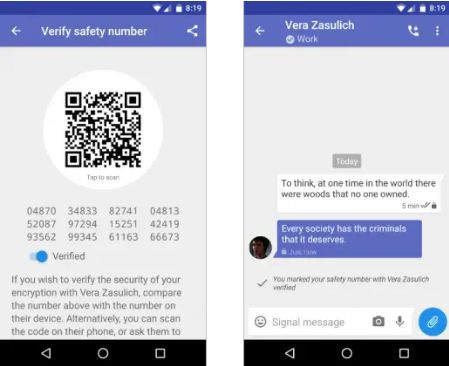 8:19
Verify safety number
Tap to scan
04870 34833 82741 04813
52087 97294 15251 42419
93562 99345 61163 66673
Verified
If you wish to verify the security of your
encryption with Vera Zasulich, compare
the number above with the number on
their device. Alternatively, you can scan
the code on their phone, or ask them to
8:19
Vera Zasulich
Work
Today
To think, at one time in the world there
were woods that no one owned.
5 min
Every society has the criminals
that it deserves.
Just now
You marked your safety number with Vera Zasulich
verified
Signal message